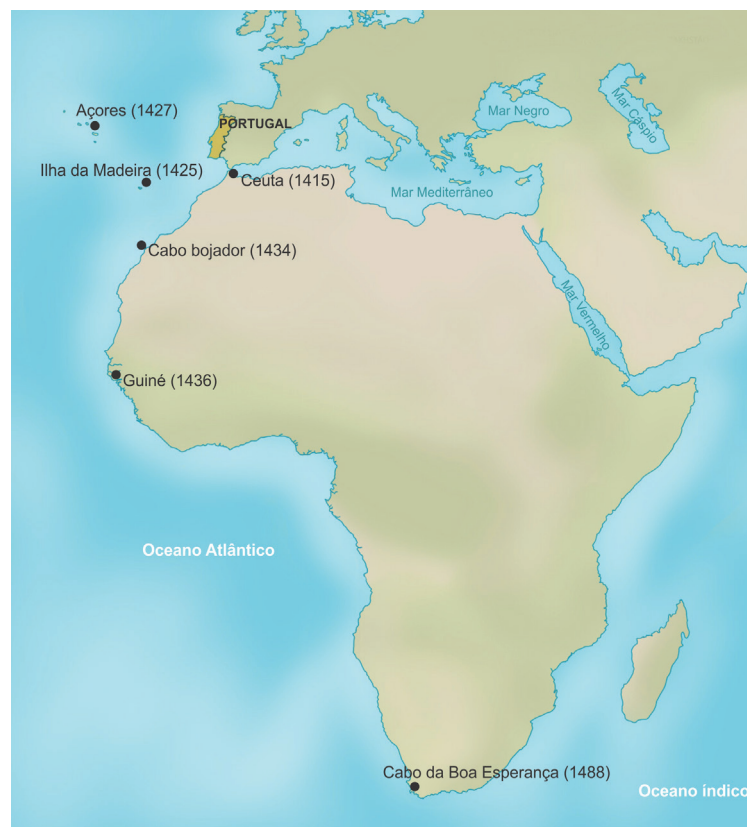 Açores (1427)
PORTUGAL
Mar Negro
Mar Cáspio
Ilha da Madeira (1425)
Ceuta (1415)
Mar Mediterrâneo
Cabo bojador (1434)
Mar Vermelho
Guiné (1436)
Oceano Atlântico
Cabo da Boa Esperança (1488)
Oceano índico